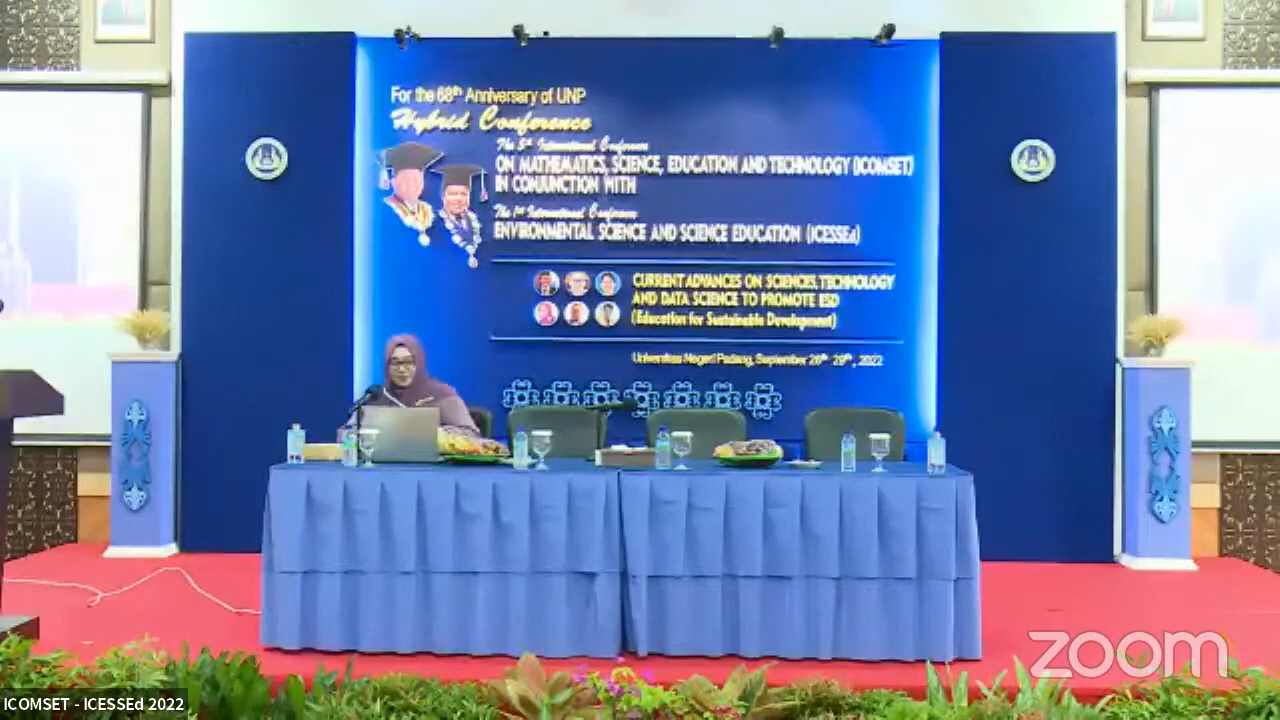 For the 68th Anniversary of UNP
Hybrid Conference
The 5th International Conference
ON MATHEMATICS, SCIENCE, EDUCATION AND TECHNOLOGY (ICOMSET)
IN CONJUNCTION WITH
The 1st International Conference
ENVIRONMENTAL SCIENCE AND SCIENCE EDUCATION (ICESSEd)
CURRENT ADVANCES ON SCIENCES, TECHNOLOGY
AND DATA SCIENCE TO PROMOTE ESD
(Education for Sustainable Development)
Universitas Negeri Padang, September 28th- 29th, 2022
zoom
ICOMSET - ICESSEd 2022